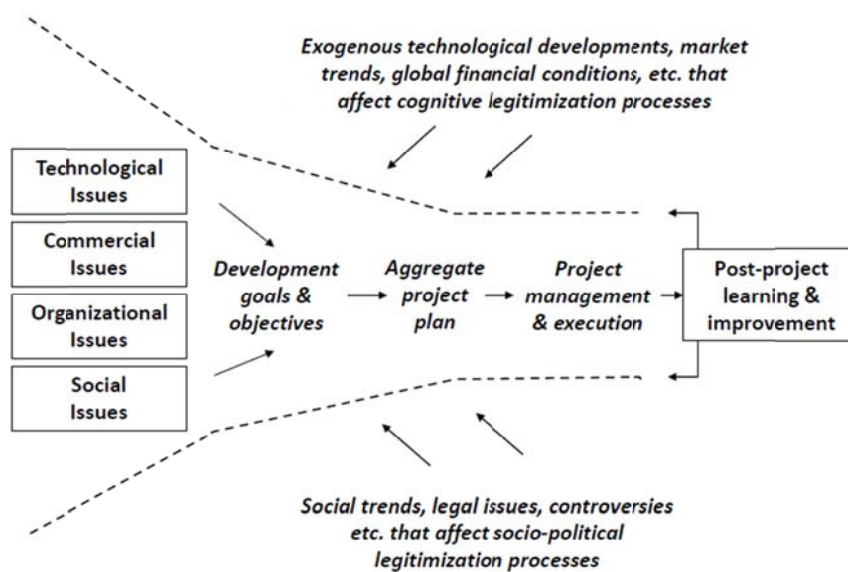 Exogenous technological developments, market
trends, global financial conditions, etc. that
affect cognitive legitimization processes
Technological
Issues
Commercial
Issues
Organizational
Issues
Social
Issues
Development
goals &
objectives
Aggregate
project
plan
Project
management
& execution
Post-project
learning &
improvement
Social trends, legal issues, controversies
etc. that affect socio-political
legitimization processes